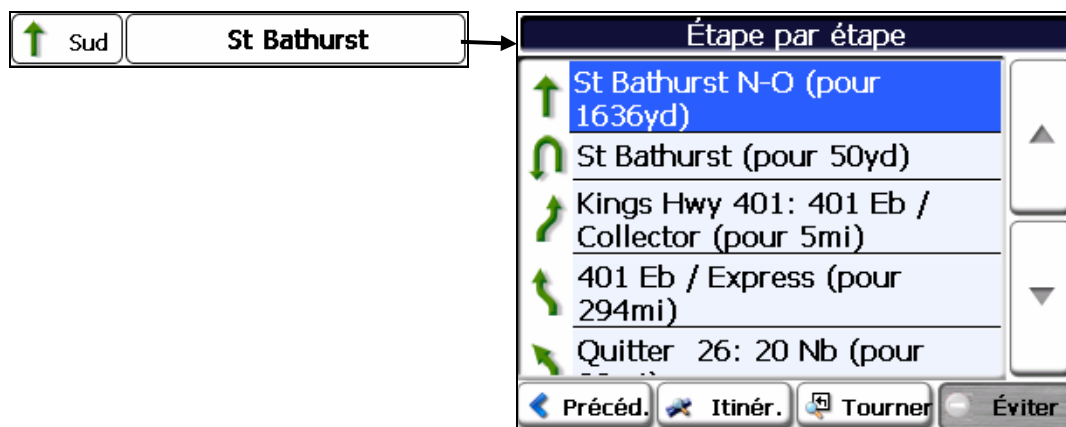 Sud St Bathurst
Étape par étape
St Bathurst N-O (pour
1636yd)
St Bathurst (pour 50yd)
Kings Hwy 401: 401 Eb /
Collector (pour 5mi)
401 Eb / Express (pour
294mi)
Quitter 26: 20 Nb (pour
Précéd. Itinér. Tourner Éviter